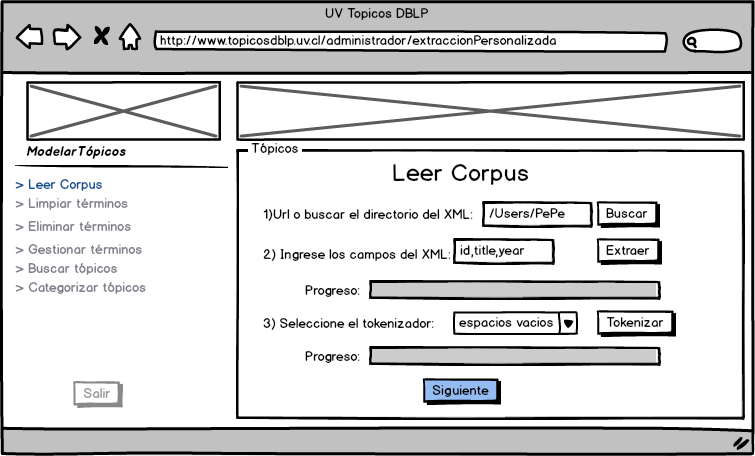 UV Topicos DBLP
http://www.topicosdblp.uv.cl/administrador/extraccionPersonalizada
Modelar Tópicos
> Leer Corpus
> Limpiar términos
> Eliminar términos
> Gestionar términos
> Buscar tópicos
> Categorizar tópicos
Salir
Tópicos
Leer Corpus
1)Url o buscar el directorio del XML: /Users/PePe Buscar
2) Ingrese los campos del XML: id,title,year Extraer
Progreso:
3) Seleccione el tokenizador: espacios vacios Tokenizar
Progreso:
Siguiente